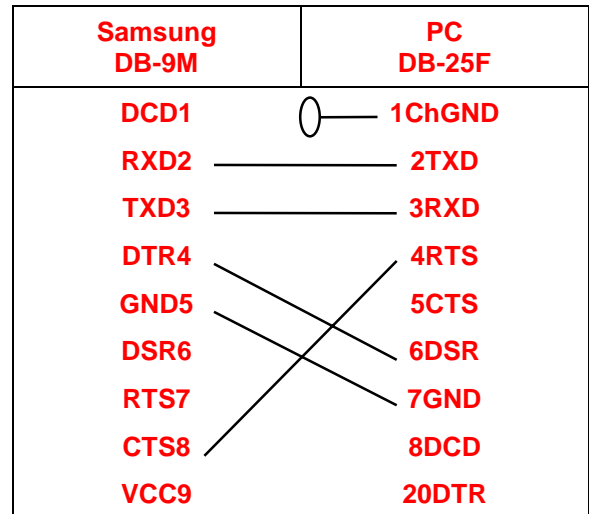 Samsung PC
DB-9M DB-25F
DCD1 1ChGND
RXD2 2TXD
TXD3 3RXD
DTR4 4RTS
GND5 5CTS
DSR6 6DSR
RTS7 7GND
CTS8 8DCD
VCC9 20DTR